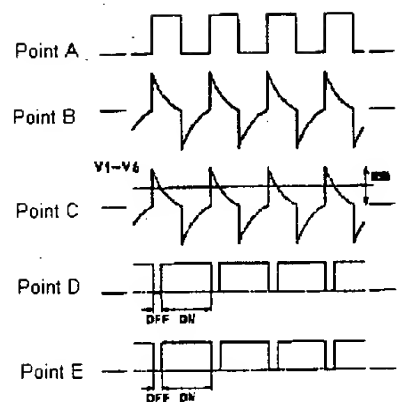 Point A
Point B
V1-V6
Point C
Point D
OFF ON
Point E
OFF ON